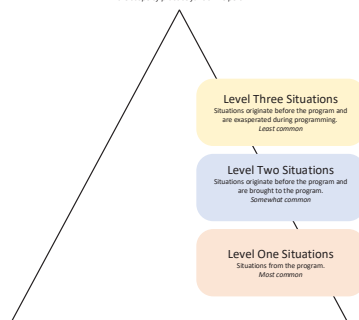 Level Three Situations
Situations originate before the program and
are exasperated during programming.
Least common
Level Two Situations
Situations originate before the program and
are brought to the program.
Somewhat common
Level One Situations
Situations from the program.
Most common